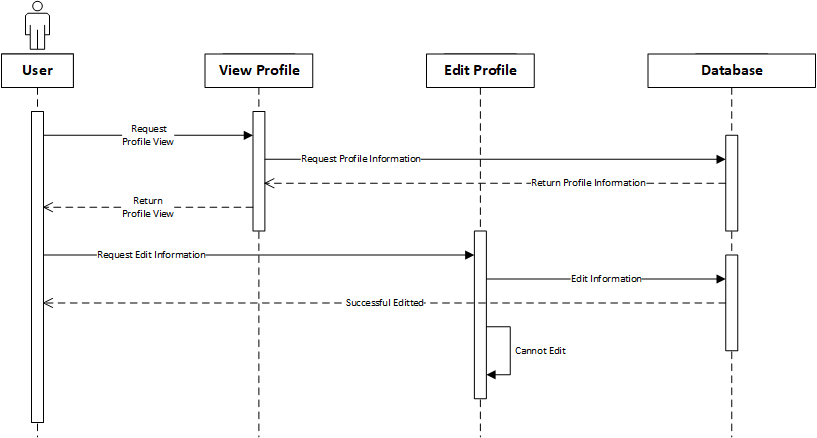 User
View Profile
Edit Profile
Database
Request
Profile View
Request Profile Information
Return Profile Information
Return
Profile View
Request Edit Information
Edit Information
Successful Editted
Cannot Edit